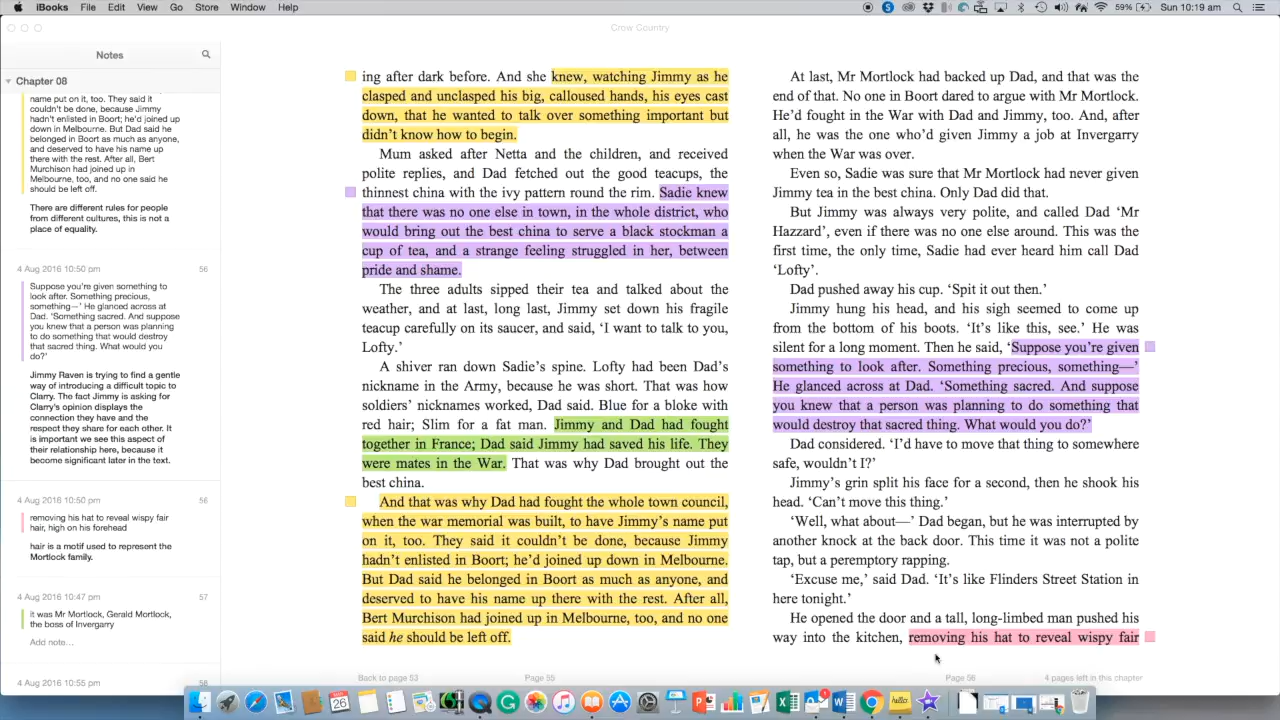 iBooks File Edit View Go Store Window Help 59% Sun 10:19 am
Crow Country
Notes
Chapter 08
name put on it, too. They said it
couldn't be done, because Jimmy
hadn't enlisted in Boort; he'd joined up
down in Melbourne. But Dad said he
belonged in Boort as much as anyone,
and deserved to have his name up
there with the rest. After all, Bert
Murchison had joined up in
Melbourne, too, and no one said he
should be left off.
There are different rules for people
from different cultures, this is not a
place of equality.
4 Aug 2016 10:50 pm 56
Suppose you're given something to
look after. Something precious,
something—' He glanced across at
Dad. 'Something sacred. And suppose
you knew that a person was planning
to do something that would destroy
that sacred thing. What would you
do?'
Jimmy Raven is trying to find a gentle
way of introducing a difficult topic to
Clarry. The fact Jimmy is asking for
Clarry's opinion displays the
connection they have and the
respect they share for each other. It
is important we see this aspect of
their relationship here, because it
become significant later in the text.
4 Aug 2016 10:50 pm 56
removing his hat to reveal wispy fair
hair, high on his forehead
hair is a motif used to represent the
Mortlock family.
4 Aug 2016 10:47 pm 57
it was Mr Mortlock, Gerald Mortlock,
the boss of Invergarry
Add note...
4 Aug 2016 10:55 pm 58
ing after dark before. And she knew, watching Jimmy as he
clasped and unclasped his big, calloused hands, his eyes cast
down, that he wanted to talk over something important but
didn't know how to begin.
Mum asked after Netta and the children, and received
polite replies, and Dad fetched out the good teacups, the
thinnest china with the ivy pattern round the rim. Sadie knew
that there was no one else in town, in the whole district, who
would bring out the best china to serve a black stockman a
cup of tea, and a strange feeling struggled in her, between
pride and shame.
The three adults sipped their tea and talked about the
weather, and at last, long last, Jimmy set down his fragile
teacup carefully on its saucer, and said, 'I want to talk to you,
Lofty.'
A shiver ran down Sadie's spine. Lofty had been Dad's
nickname in the Army, because he was short. That was how
soldiers' nicknames worked, Dad said. Blue for a bloke with
red hair; Slim for a fat man. Jimmy and Dad had fought
together in France; Dad said Jimmy had saved his life. They
were mates in the War. That was why Dad brought out the
best china.
And that was why Dad had fought the whole town council,
when the war memorial was built, to have Jimmy's name put
on it, too. They said it couldn't be done, because Jimmy
hadn't enlisted in Boort; he'd joined up down in Melbourne.
But Dad said he belonged in Boort as much as anyone, and
deserved to have his name up there with the rest. After all,
Bert Murchison had joined up in Melbourne, too, and no one
said he should be left off.
Back to page 53 Page 55
At last, Mr Mortlock had backed up Dad, and that was the
end of that. No one in Boort dared to argue with Mr Mortlock.
He'd fought in the War with Dad and Jimmy, too. And, after
all, he was the one who'd given Jimmy a job at Invergarry
when the War was over.
Even so, Sadie was sure that Mr Mortlock had never given
Jimmy tea in the best china. Only Dad did that.
But Jimmy was always very polite, and called Dad 'Mr
Hazzard', even if there was no one else around. This was the
first time, the only time, Sadie had ever heard him call Dad
'Lofty'.
Dad pushed away his cup. 'Spit it out then.'
Jimmy hung his head, and his sigh seemed to come up
from the bottom of his boots. 'It's like this, see.' He was
silent for a long moment. Then he said, 'Suppose you're given
something to look after. Something precious, something—'
He glanced across at Dad. 'Something sacred. And suppose
you knew that a person was planning to do something that
would destroy that sacred thing. What would you do?'
Dad considered. 'I'd have to move that thing to somewhere
safe, wouldn't I?'
Jimmy's grin split his face for a second, then he shook his
head. 'Can't move this thing.'
'Well, what about—' Dad began, but he was interrupted by
another knock at the back door. This time it was not a polite
tap, but a peremptory rapping.
'Excuse me,' said Dad. 'It's like Flinders Street Station in
here tonight.'
He opened the door and a tall, long-limbed man pushed his
way into the kitchen, removing his hat to reveal wispy fair
Page 56 4 pages left in this chapter